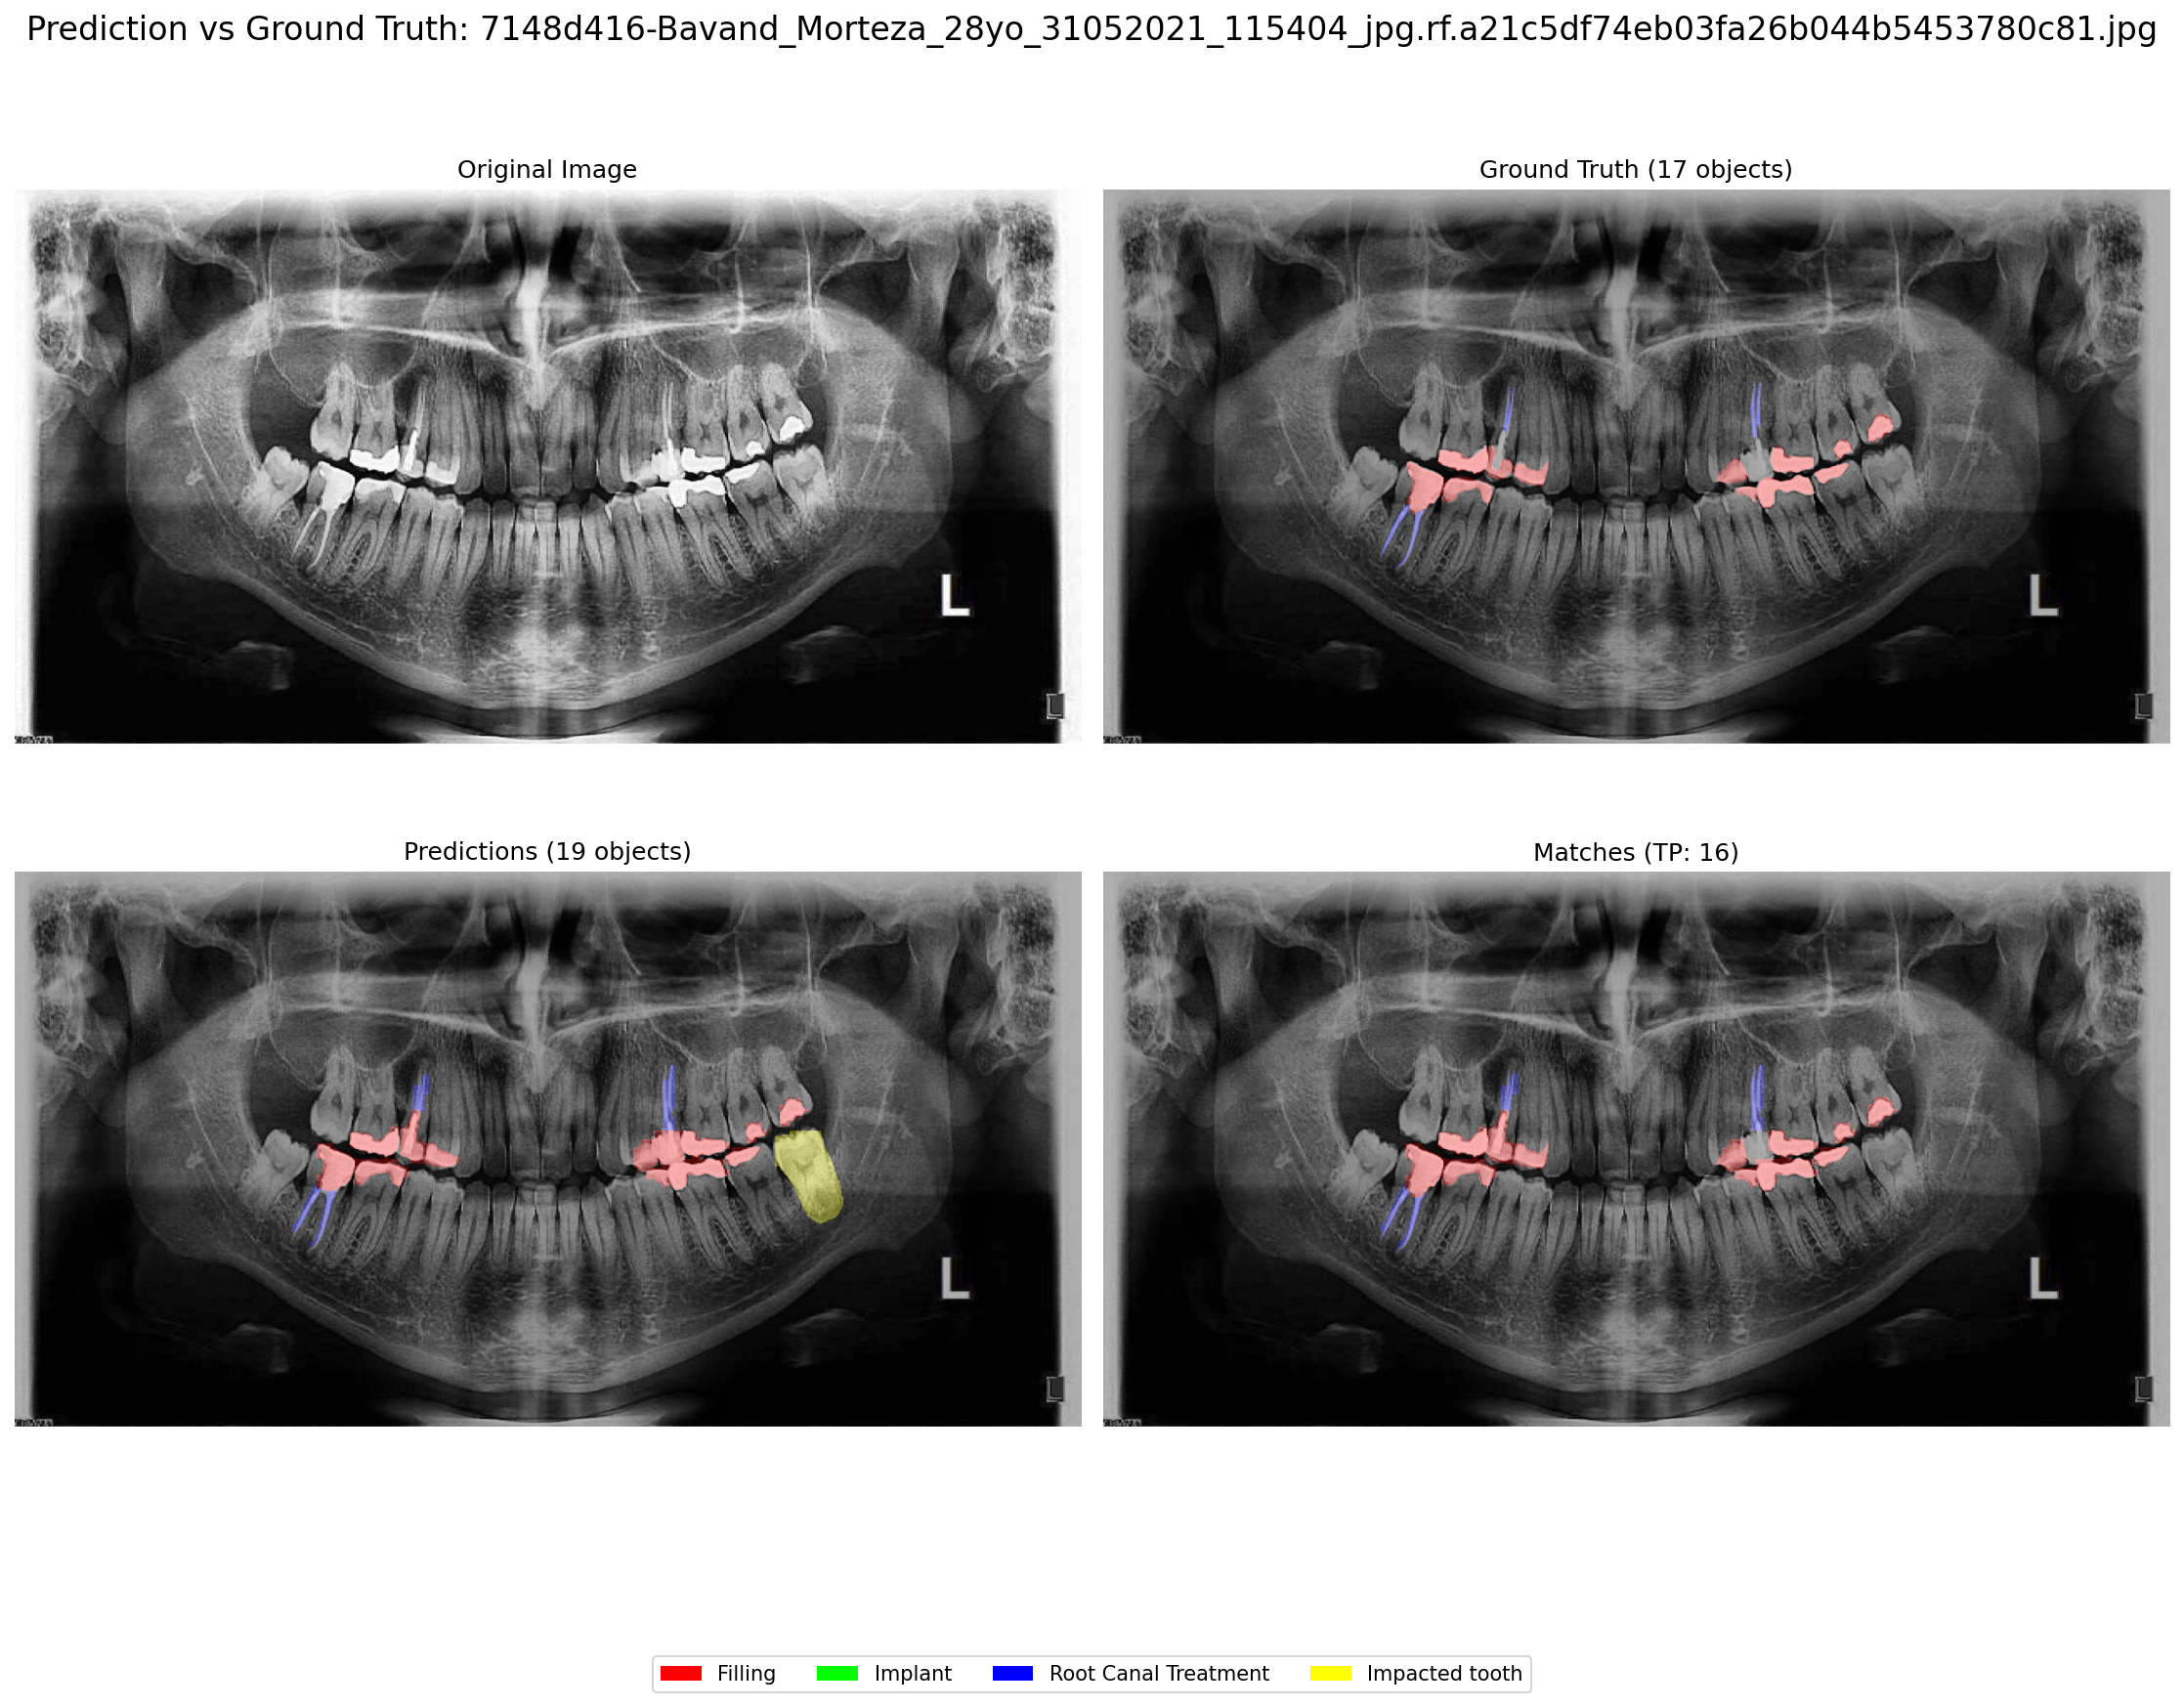 Prediction vs Ground Truth: 7148d416-Bavand_Morteza_28yo_31052021_115404_jpg.rf.a21c5df74eb03fa26b044b5453780c81.jpg
Original Image
Ground Truth (17 objects)
L
L
Predictions (19 objects)
Matches (TP: 16)
L
L
Filling
Implant
Root Canal Treatment
Impacted tooth